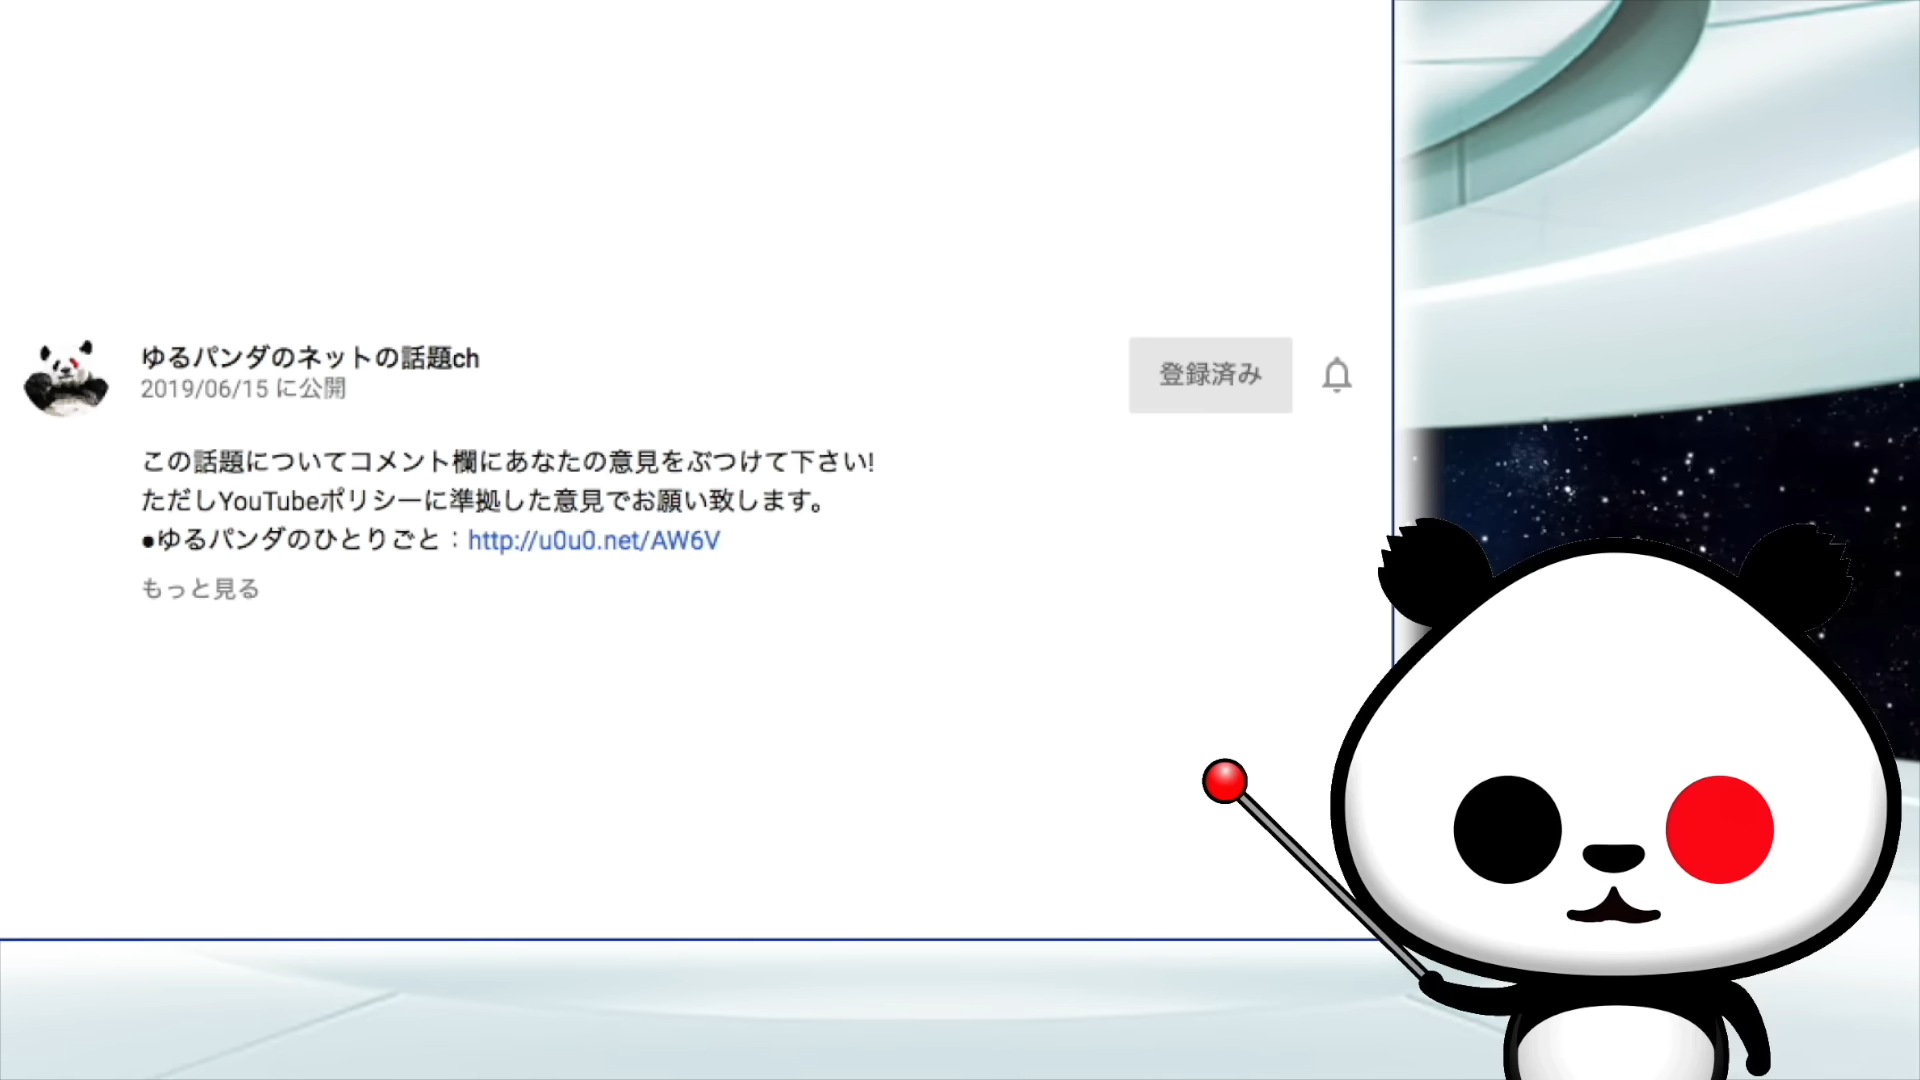 ゆるパンダのネットの話題ch
2019/06/15 に公開
登録済み
この話題についてコメント欄にあなたの意見をぶつけて下さい!
ただしYouTubeポリシーに準拠した意見でお願い致します。
●ゆるパンダのひとりごと：http://u0u0.net/AW6V
もっと見る